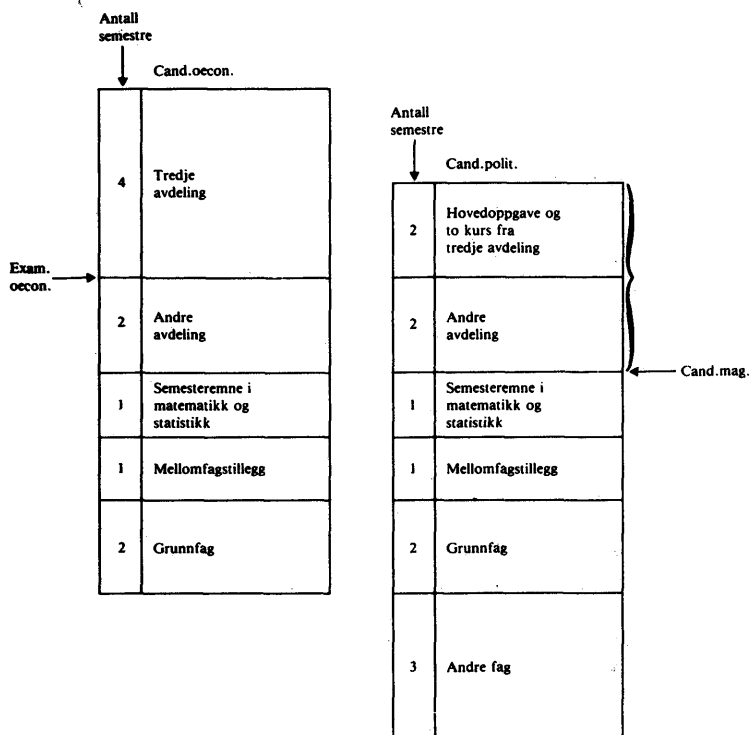 Antall
semestre
Cand.oecon.
4
Tredje
avdeling
Exam.
oecon.
2
Andre
avdeling
1
Semesteremne i
matematikk og
statistikk
1
Mellomfagstillegg
2
Grunnfag
Antall
semestre
Cand.polit.
2
Hovedoppgave og
to kurs fra
tredje avdeling
2
Andre
avdeling
Cand.mag.
1
Semesteremne i
matematikk og
statistikk
1
Mellomfagstillegg
2
Grunnfag
3
Andre fag